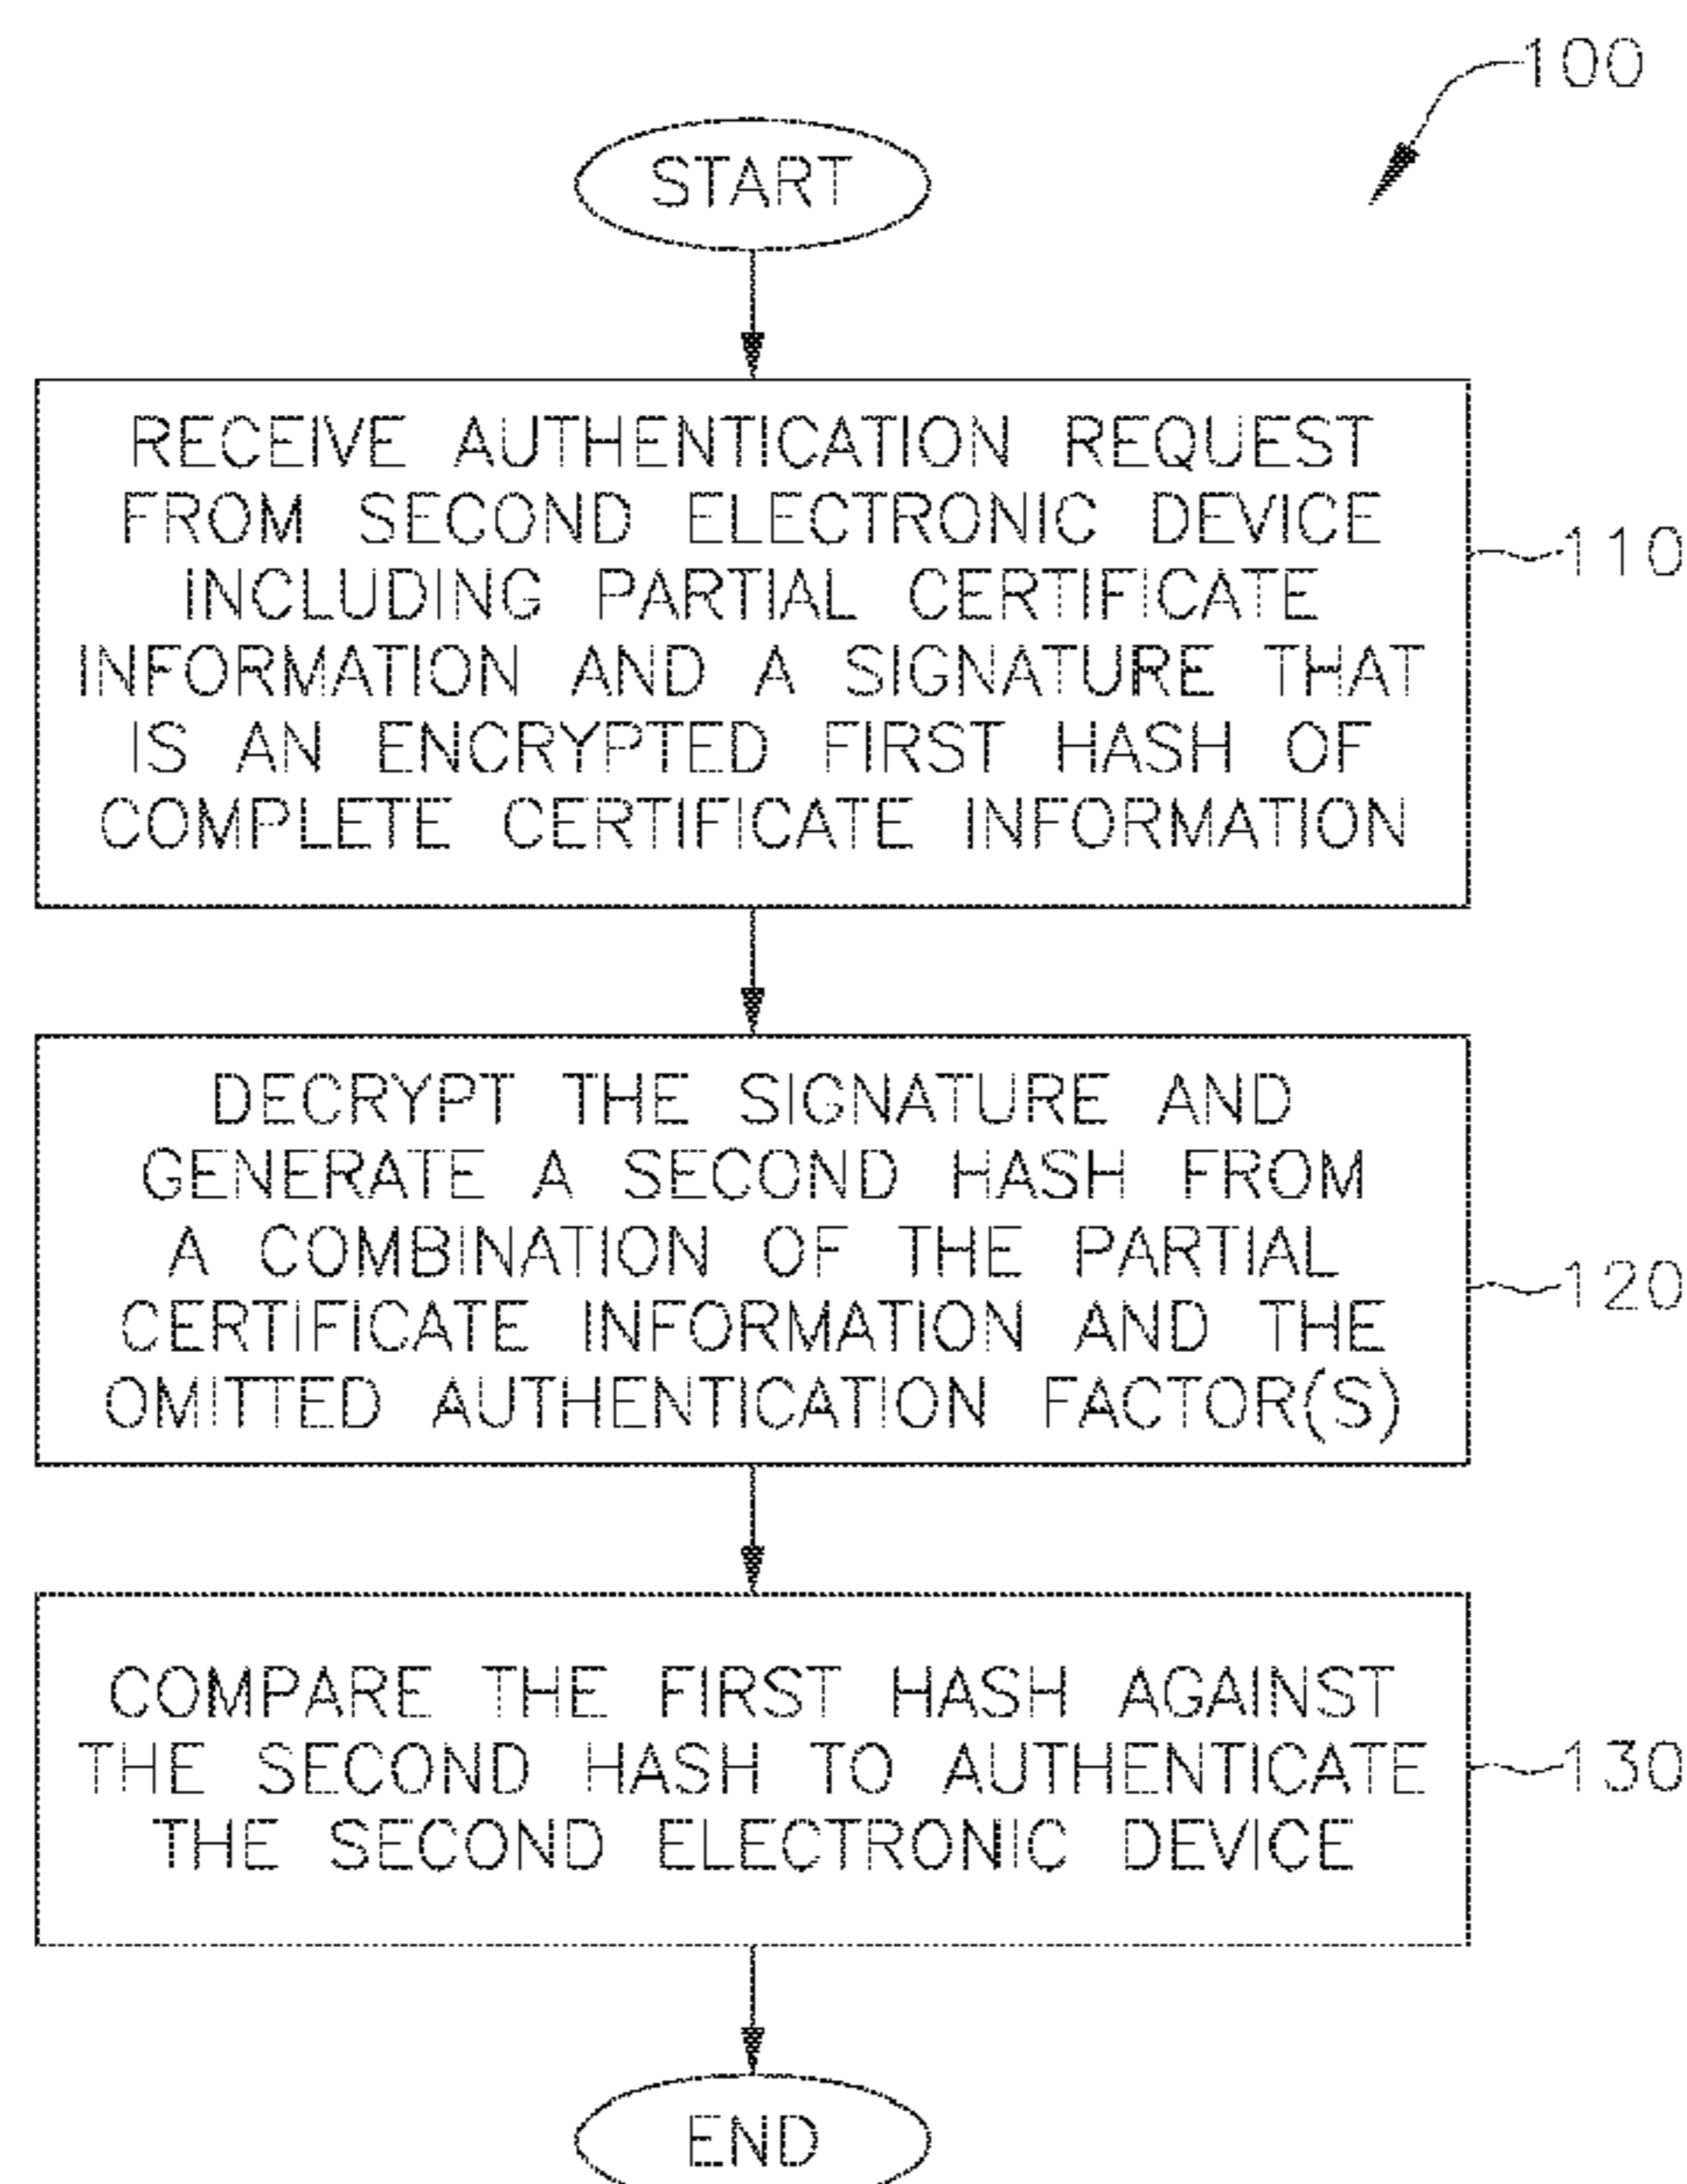 100
START
RECEIVE AUTHENTICATION REQUEST
FROM SECOND ELECTRONIC DEVICE
INCLUDING PARTIAL CERTIFICATE
INFORMATION AND A SIGNATURE THAT
IS AN ENCRYPTED FIRST HASH OF
COMPLETE CERTIFICATE INFORMATION
110
DECRYPT THE SIGNATURE AND
GENERATE A SECOND HASH FROM
A COMBINATION OF THE PARTIAL
CERTIFICATE INFORMATION AND THE
OMITTED AUTHENTICATION FACTOR(S)
120
COMPARE THE FIRST HASH AGAINST
THE SECOND HASH TO AUTHENTICATE
THE SECOND ELECTRONIC DEVICE
130
END